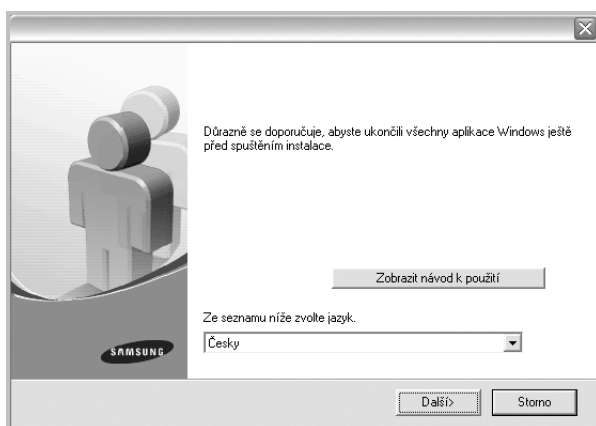 Důrazně se doporučuje, abyste ukončili všechny aplikace Windows ještě
před spuštěním instalace.
Zobrazit návod k použití
Ze seznamu níže zvolte jazyk.
Česky
SAMSUNG
Další>
Storno